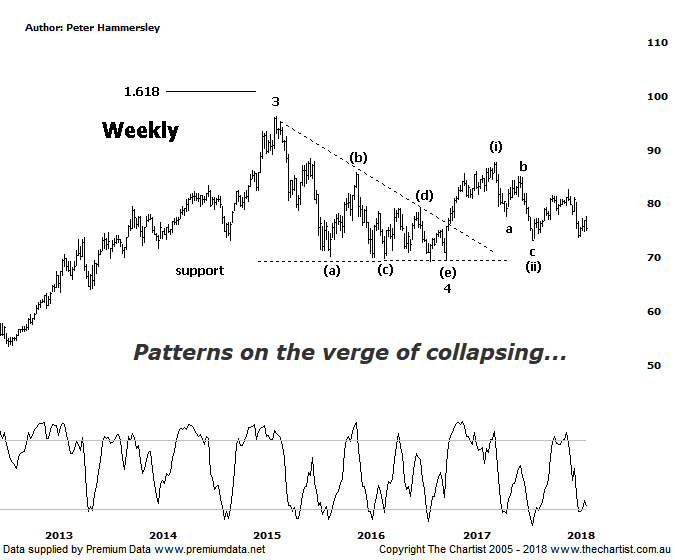 Author: Peter Hammersley
110
1.618
100
3
Weekly
90
(b)
(i)
b
(d)
80
a
support
(a)
(c)
(e)
c
(ii)
70
4
60
Patterns on the verge of collapsing...
50
2013 2014 2015 2016 2017 2018
Data supplied by Premium Data www.premiumdata.net
Copyright The Chartist 2005 - 2018 www.thechartist.com.au